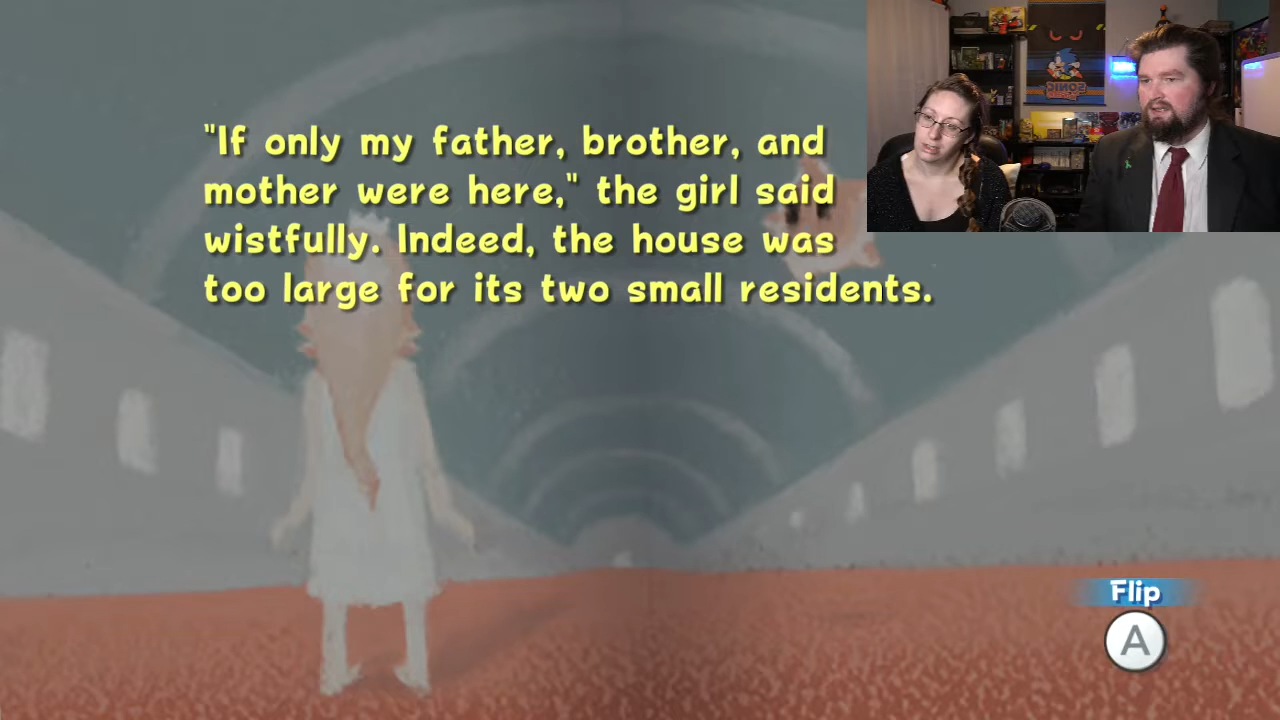 "If only my father, brother, and
mother were here," the girl said
wistfully. Indeed, the house was
too large for its two small residents.
Flip
A
SONIC